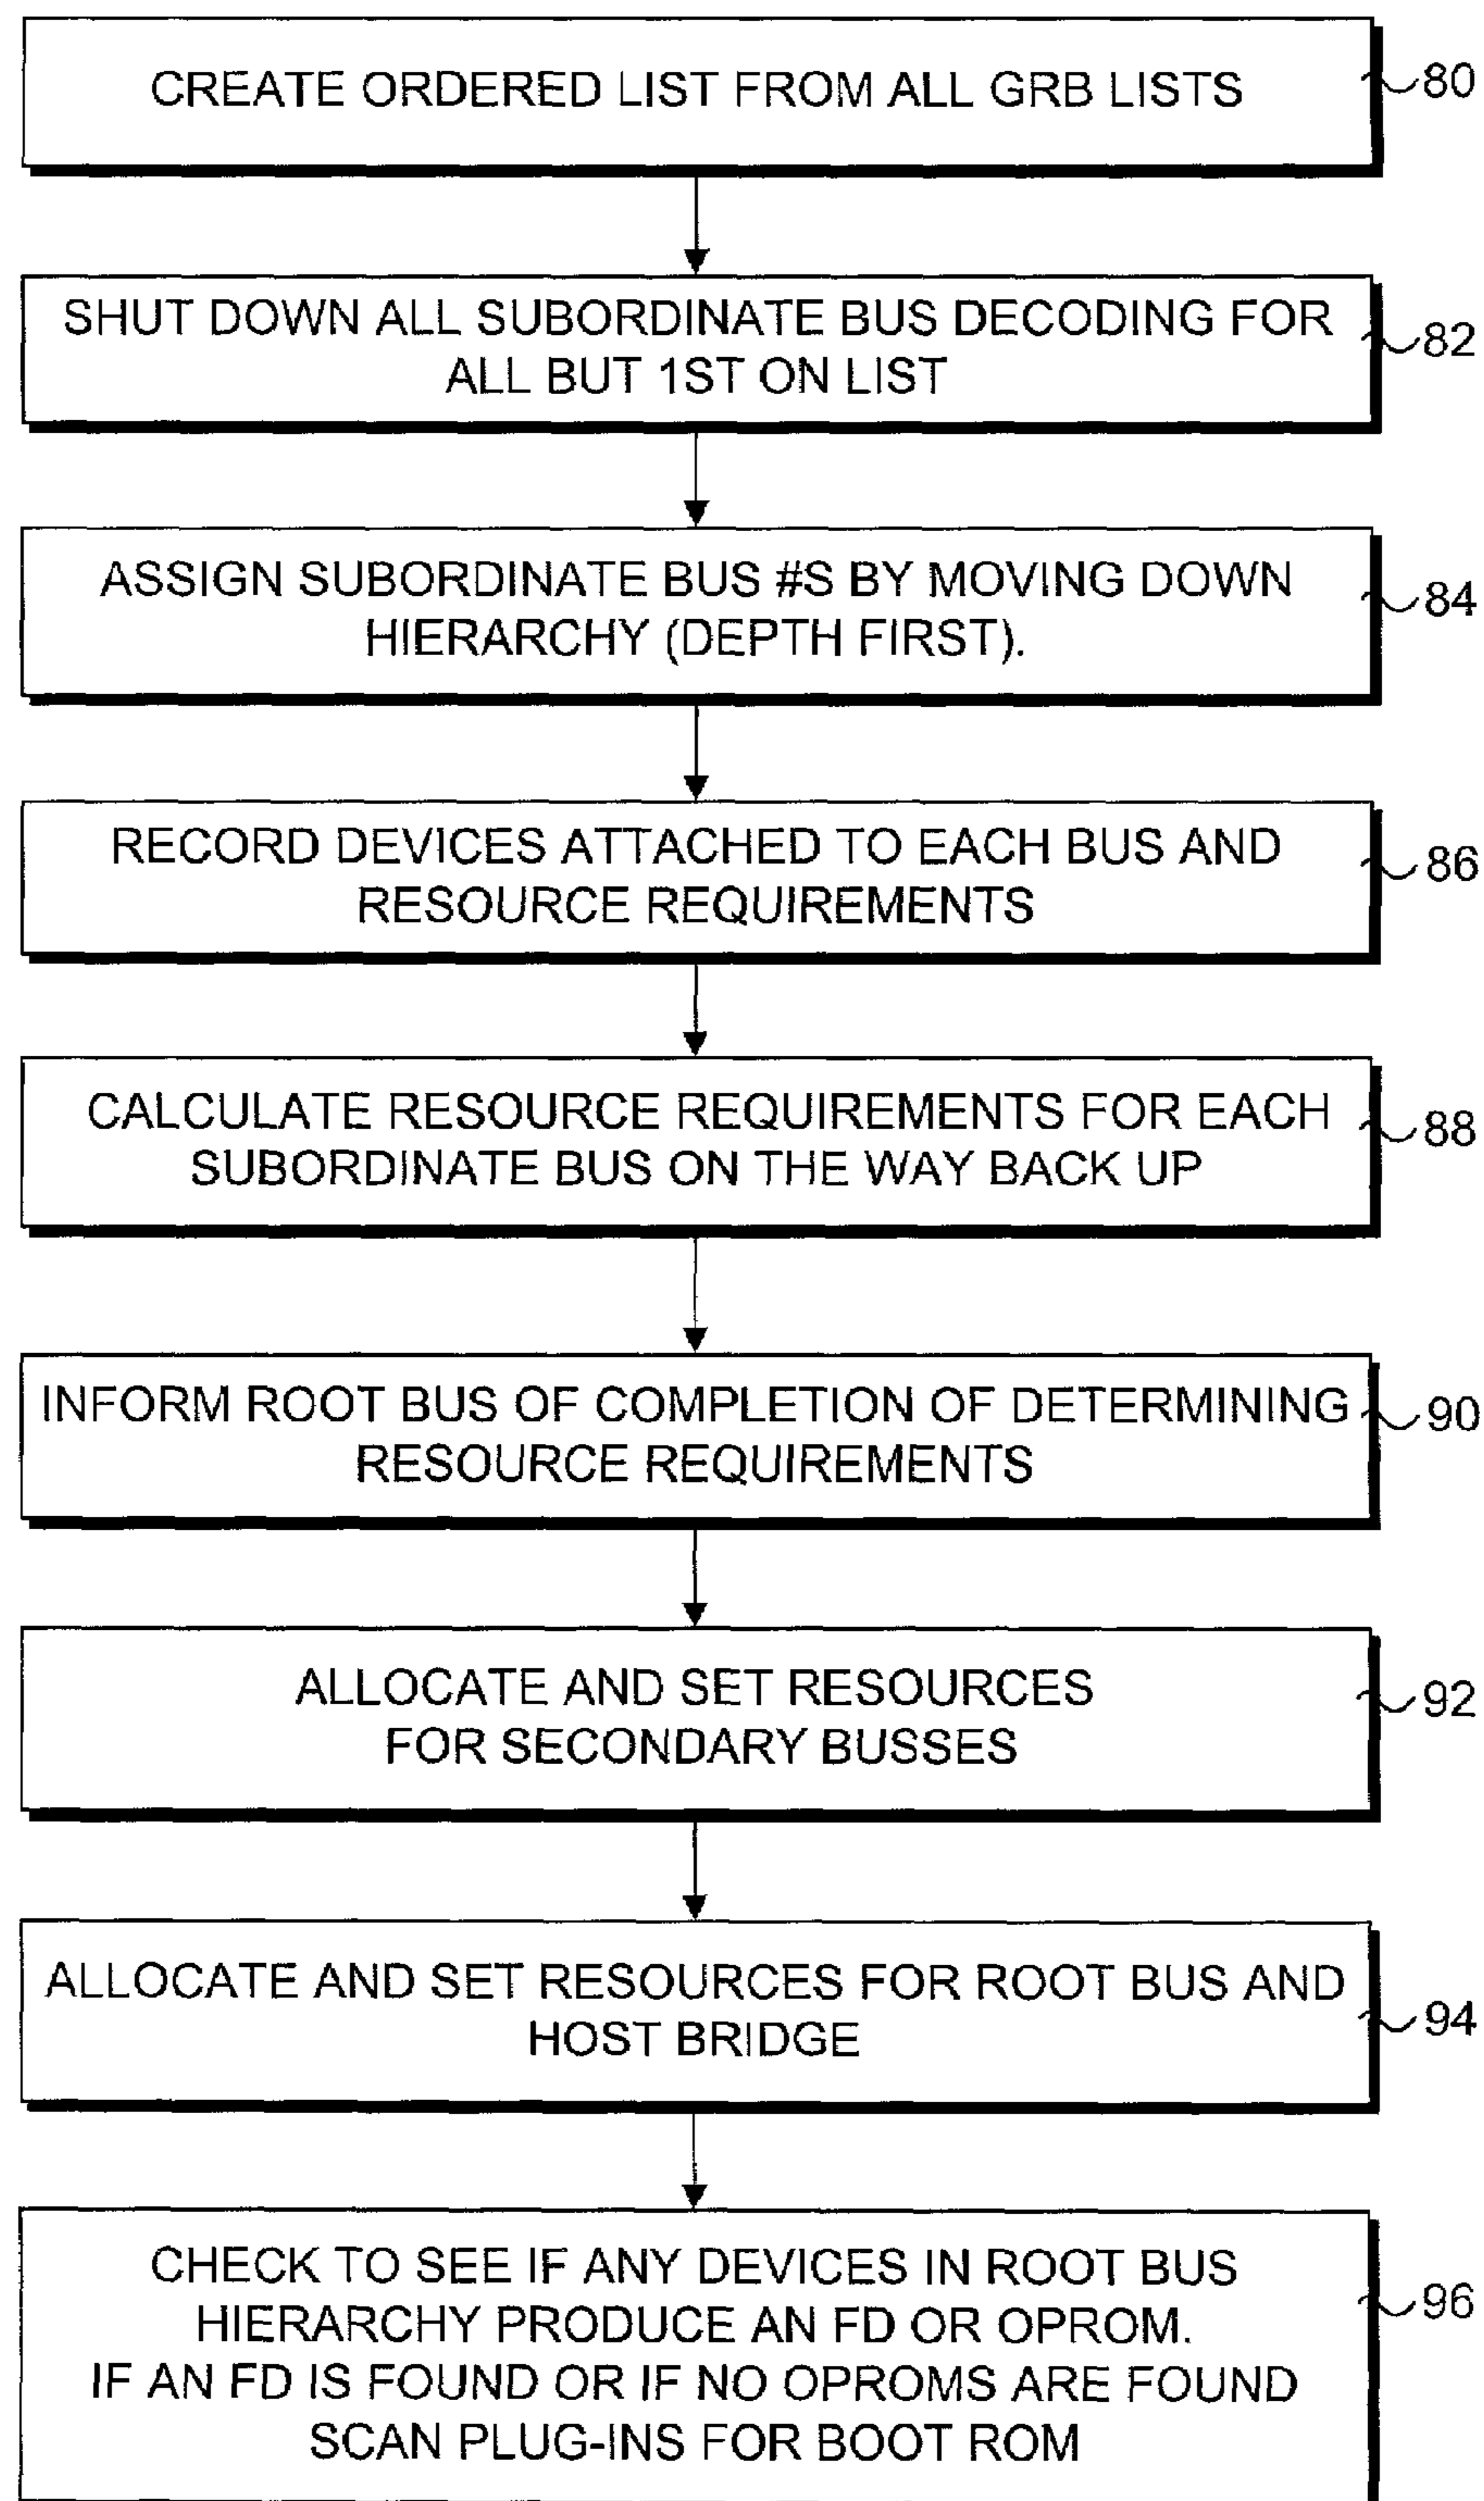 CREATE ORDERED LIST FROM ALL GRB LISTS
80
SHUT DOWN ALL SUBORDINATE BUS DECODING FOR
ALL BUT 1ST ON LIST
82
ASSIGN SUBORDINATE BUS #S BY MOVING DOWN
HIERARCHY (DEPTH FIRST).
84
RECORD DEVICES ATTACHED TO EACH BUS AND
RESOURCE REQUIREMENTS
86
CALCULATE RESOURCE REQUIREMENTS FOR EACH
SUBORDINATE BUS ON THE WAY BACK UP
88
INFORM ROOT BUS OF COMPLETION OF DETERMINING
RESOURCE REQUIREMENTS
90
ALLOCATE AND SET RESOURCES
FOR SECONDARY BUSSES
92
ALLOCATE AND SET RESOURCES FOR ROOT BUS AND
HOST BRIDGE
94
CHECK TO SEE IF ANY DEVICES IN ROOT BUS
HIERARCHY PRODUCE AN FD OR OPROM.
IF AN FD IS FOUND OR IF NO OPROMS ARE FOUND
SCAN PLUG-INS FOR BOOT ROM
96